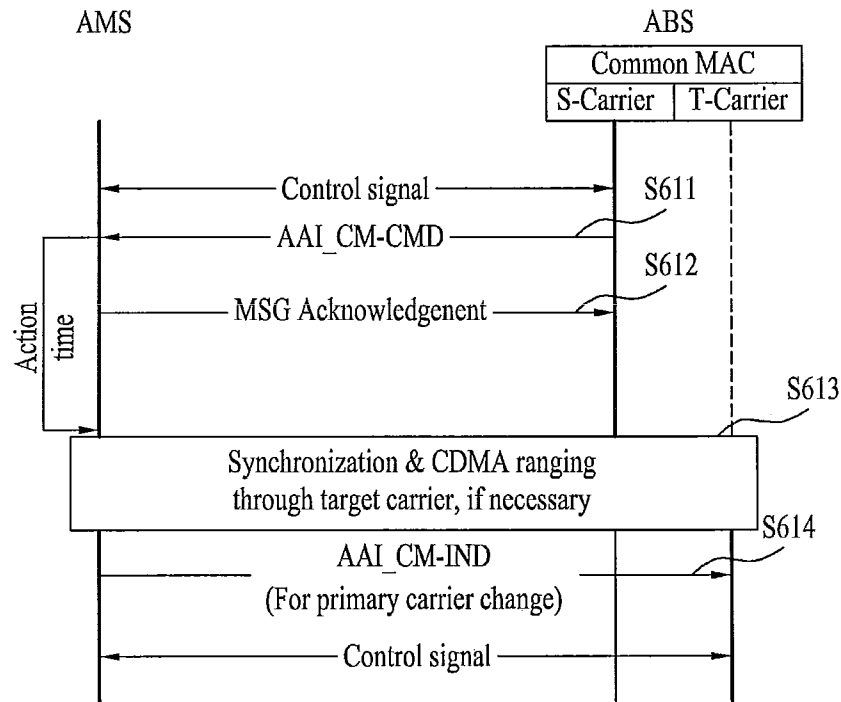 AMS
ABS
Common MAC
S-Carrier
T-Carrier
Control signal
S611
AAI_CM-CMD
S612
MSG Acknowledgenent
Action
time
S613
Synchronization & CDMA ranging
through target carrier, if necessary
S614
AAI_CM-IND
(For primary carrier change)
Control signal